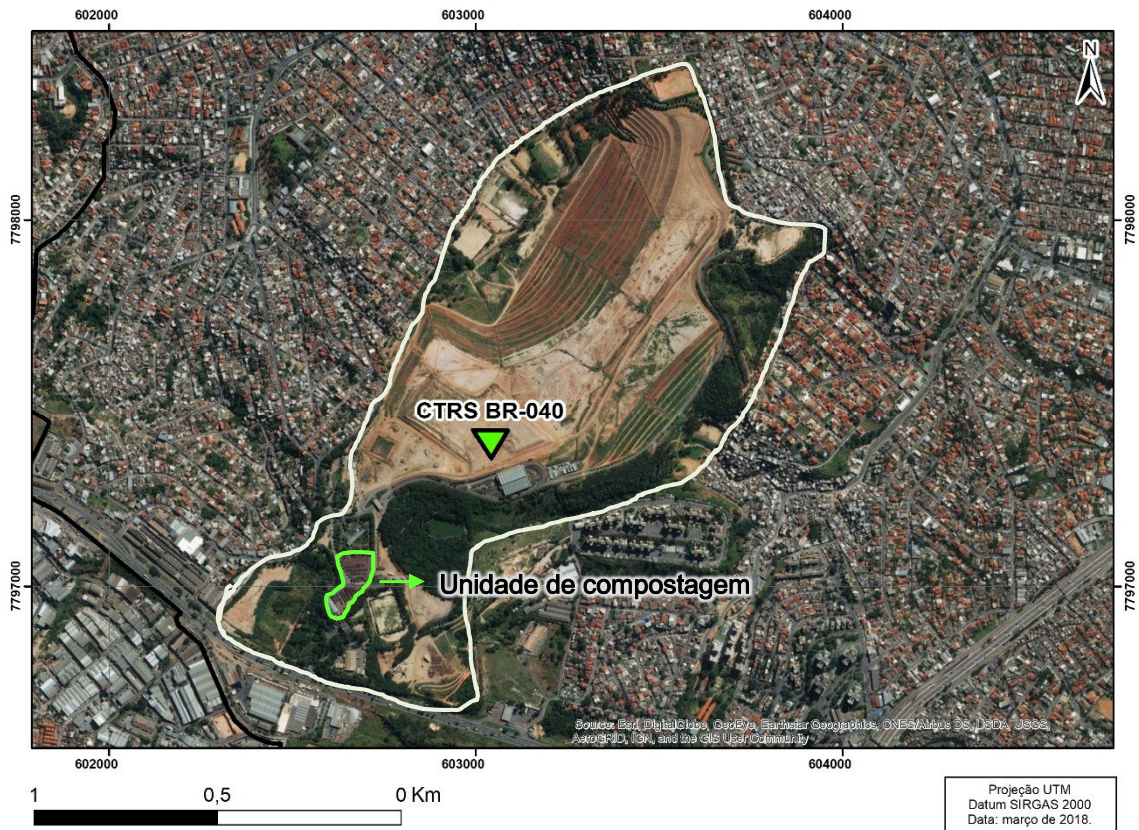 602000
603000
604000
N
7798000
7798000
CTRS BR-040
7797000
Unidade de compostagem
7797000
Source: Esri, DigitalGlobe, GeoEye, Earthstar Geographics, CNES/Airbus DS, USDA, USGS,
AeroGRID, IGN, and the GIS User Community
602000
603000
604000
1
0,5
0 Km
Projeção UTM
Datum SIRGAS 2000
Data: março de 2018.